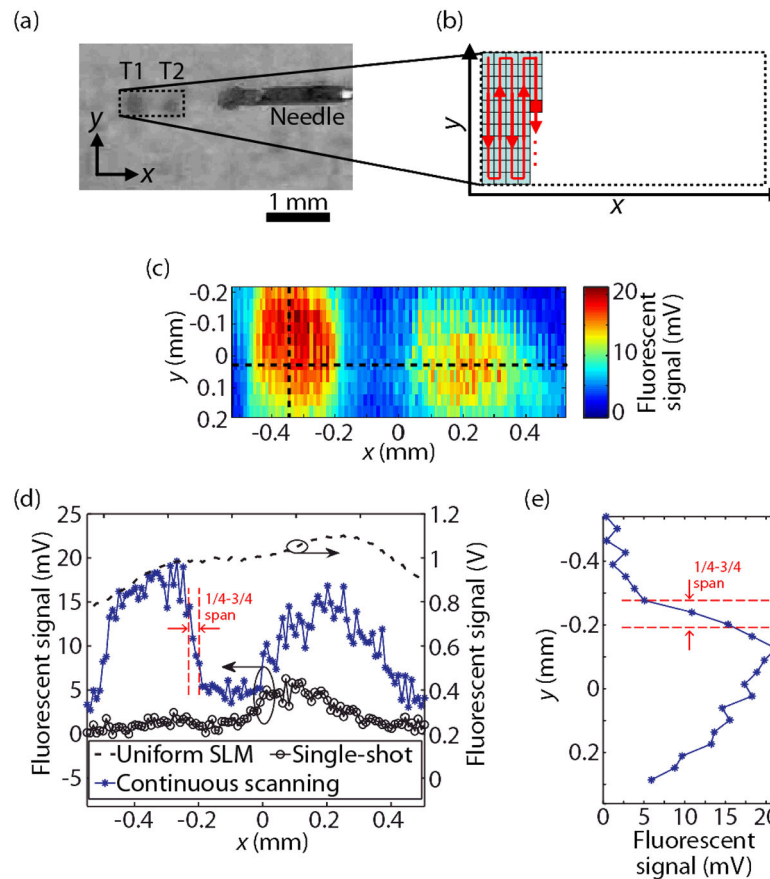 (a)
T1 T2
Needle
y
x
1 mm
(b)
y
x
(c)
-0.2
-0.1
0
0.1
0.2
y (mm)
-0.4 -0.2 0 0.2 0.4
x (mm)
20
10
0
Fluorescent
signal (mV)
(d)
25
20
15
10
5
0
-5
Fluorescent signal (mV)
1/4-3/4
span
1.2
1
0.8
0.6
0.4
0.2
0
Fluorescent signal (V)
Uniform SLM Single-shot
Continuous scanning
-0.4 -0.2 0 0.2 0.4
x (mm)
(e)
-0.4
-0.2
0
0.2
y (mm)
1/4-3/4
span
0 5 10 15 20
Fluorescent
signal (mV)